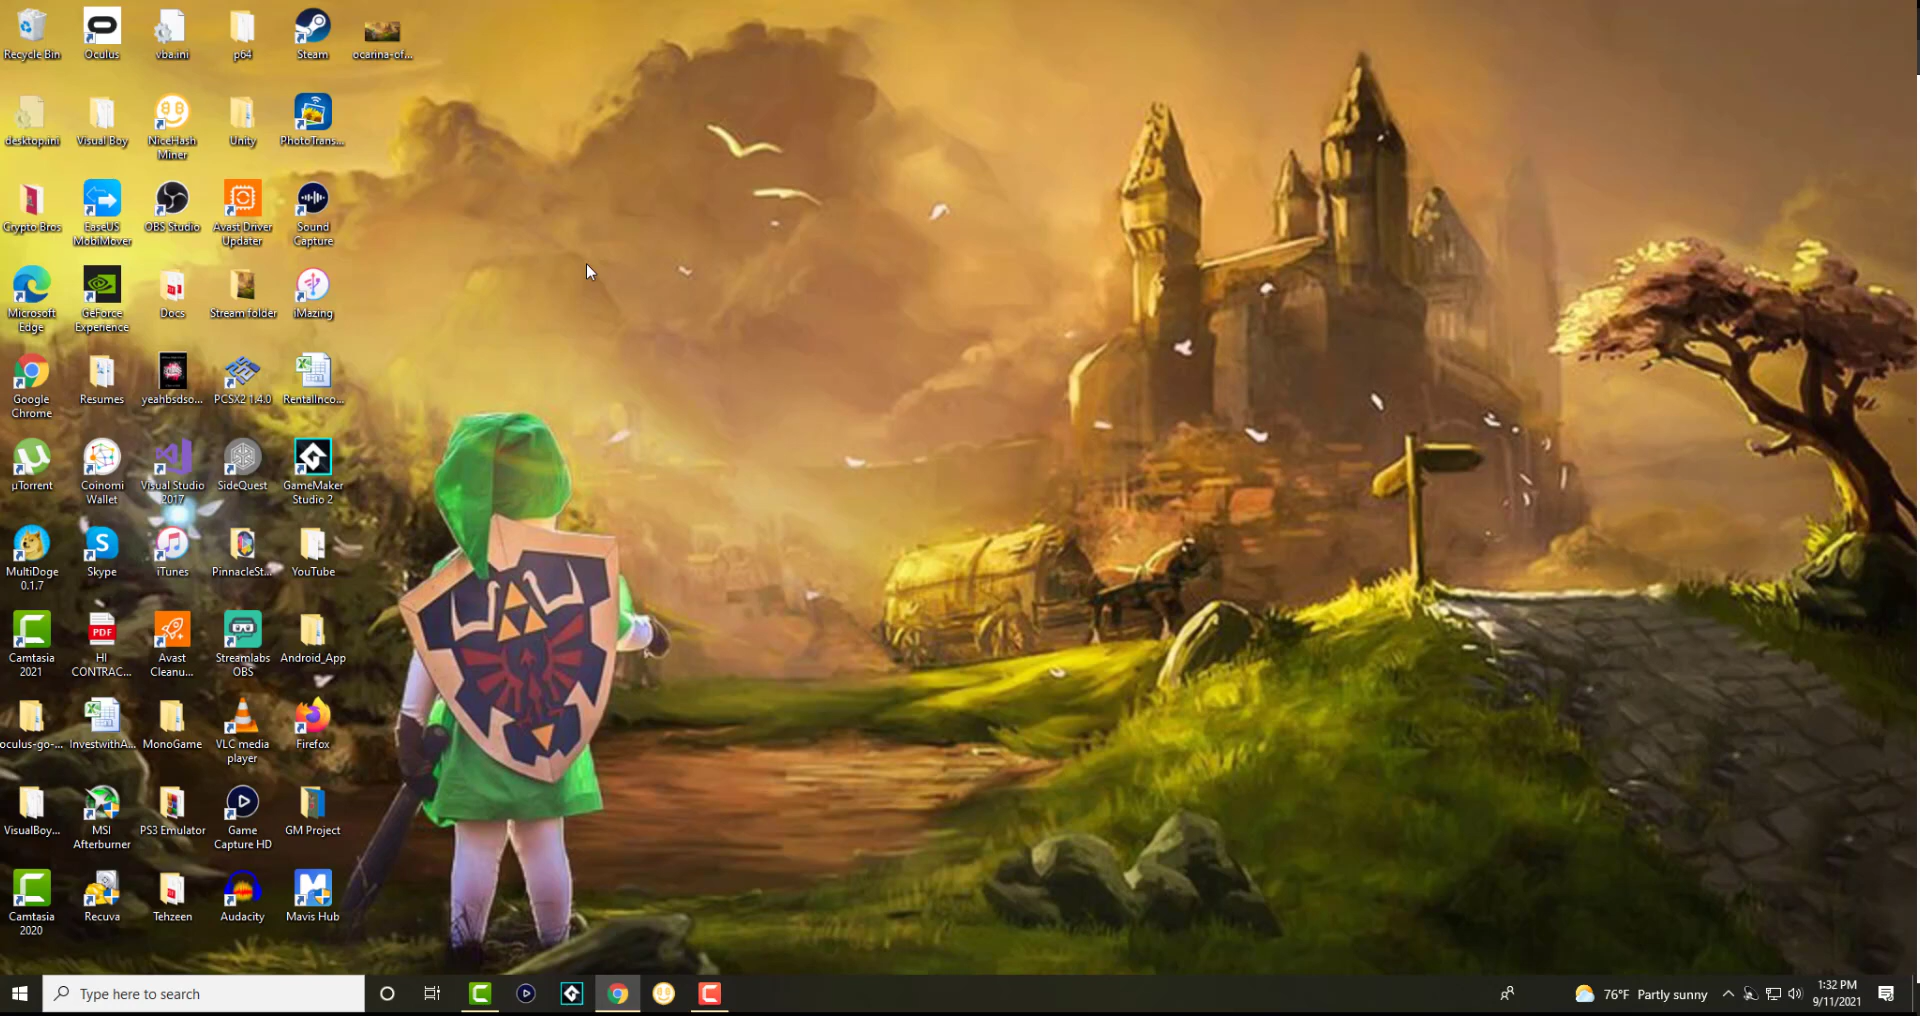 Recycle Bin
Oculus
vba.ini
p64
Steam
ocarina-of...
desktop.ini
Visual Boy
NiceHash
Miner
Unity
PhotoTrans...
Crypto Bros
EaseUS
MobiMover
OBS Studio
Avast Driver
Updater
Sound
Capture
Microsoft
Edge
GeForce
Experience
Docs
Stream folder
iMazing
Google
Chrome
Resumes
yeahbsdso...
PCSX2 1.4.0
RentalInco...
µTorrent
Coinomi
Wallet
Visual Studio
2017
SideQuest
GameMaker
Studio 2
MultiDoge
0.1.7
Skype
iTunes
PinnacleSt...
YouTube
Camtasia
2021
PDF
HI
CONTRAC...
Avast
Cleanu...
Streamlabs
OBS
Android_App
oculus-go-...
InvestwithA...
MonoGame
VLC media
player
Firefox
VisualBoy...
MSI
Afterburner
PS3 Emulator
Game
Capture HD
GM Project
Camtasia
2020
Recuva
Tehzeen
Audacity
Mavis Hub
Type here to search
76°F Partly sunny
1:32 PM
9/11/2021